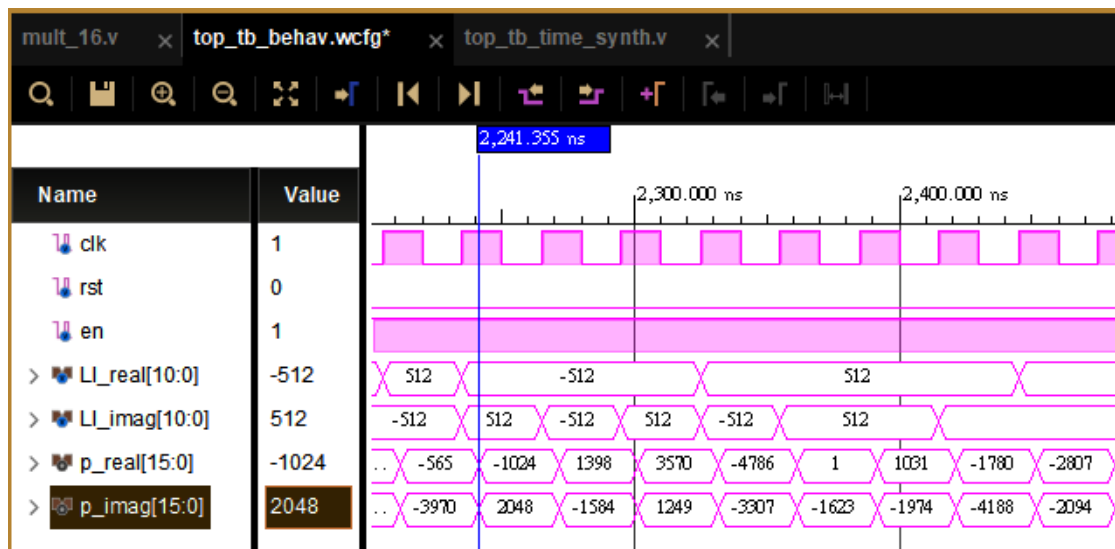 mult_16.v × top_tb_behav.wcfg* × top_tb_time_synth.v ×
2,241.355 ns
Name Value 2,300.000 ns 2,400.000 ns
clk 1
rst 0
en 1
LI_real[10:0] -512 512 -512 512
LI_imag[10:0] 512 -512 512 -512 512 -512 512
p_real[15:0] -1024 .. -565 -1024 1398 3570 -4786 1 1031 -1780 -2807
p_imag[15:0] 2048 .. -3970 2048 -1584 1249 -3307 -1623 -1974 -4188 -2094